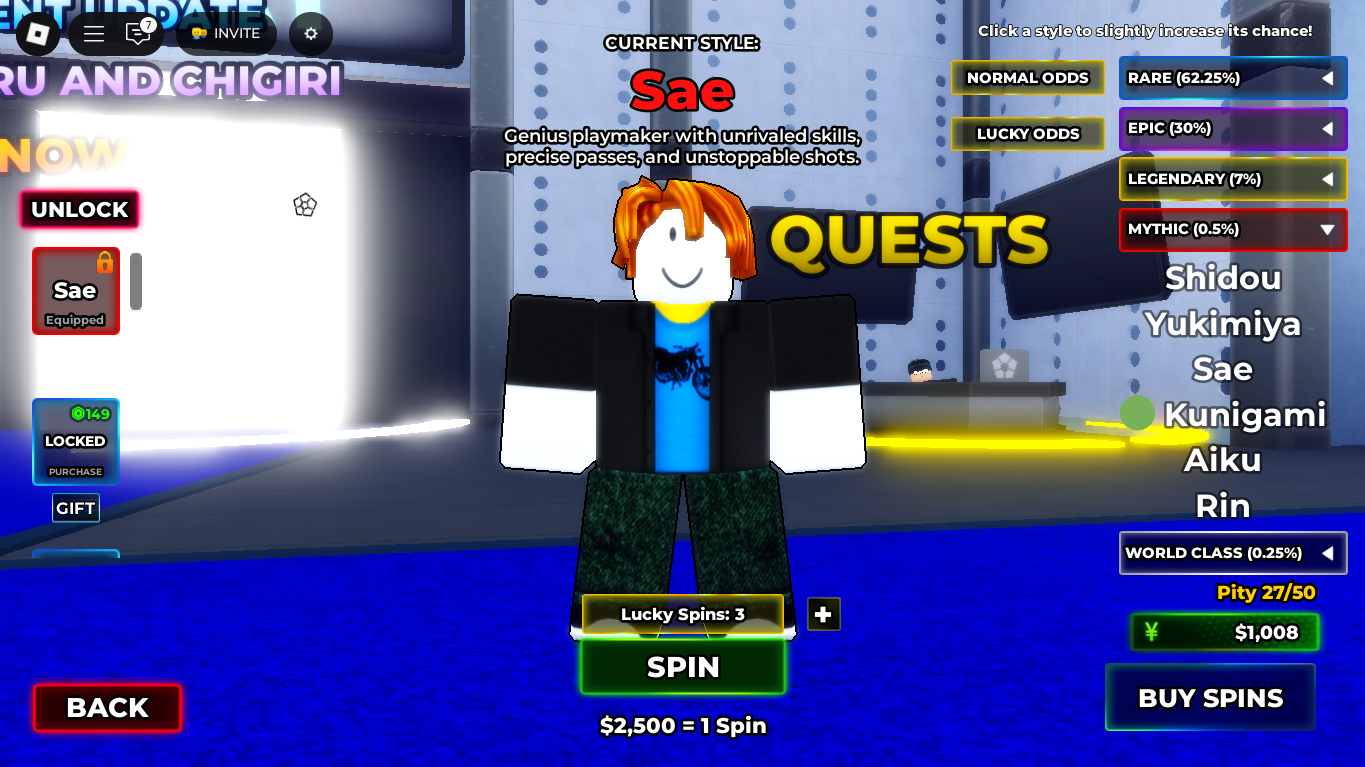 ENT UPDATE
7
INVITE
RU AND CHIGIRI
NOW
UNLOCK
Sae
Equipped
149
LOCKED
PURCHASE
GIFT
BACK
CURRENT STYLE:
Sae
Genius playmaker with unrivaled skills,
precise passes, and unstoppable shots.
QUESTS
Lucky Spins: 3
+
SPIN
$2,500 = 1 Spin
Click a style to slightly increase its chance!
NORMAL ODDS
LUCKY ODDS
RARE (62.25%)
EPIC (30%)
LEGENDARY (7%)
MYTHIC (0.5%)
Shidou
Yukimiya
Sae
Kunigami
Aiku
Rin
WORLD CLASS (0.25%)
Pity 27/50
¥ $1,008
BUY SPINS